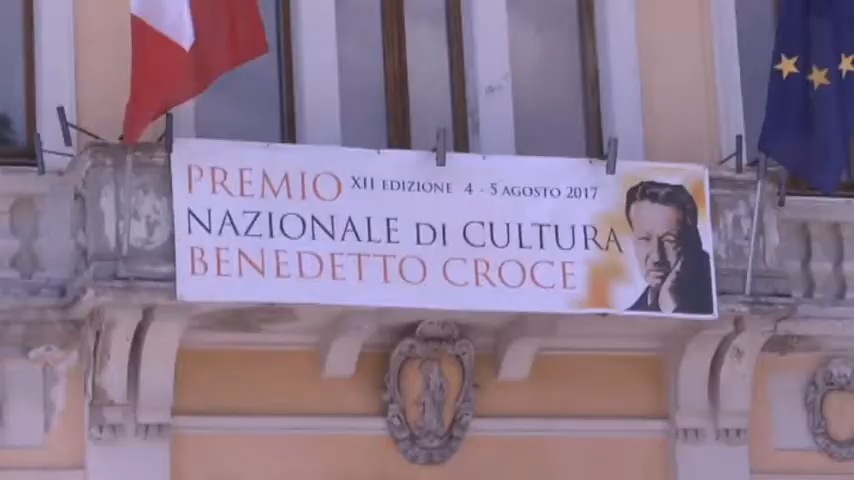 PREMIO XII EDIZIONE 4 - 5 AGOSTO 2017
NAZIONALE DI CULTURA
BENEDETTO CROCE